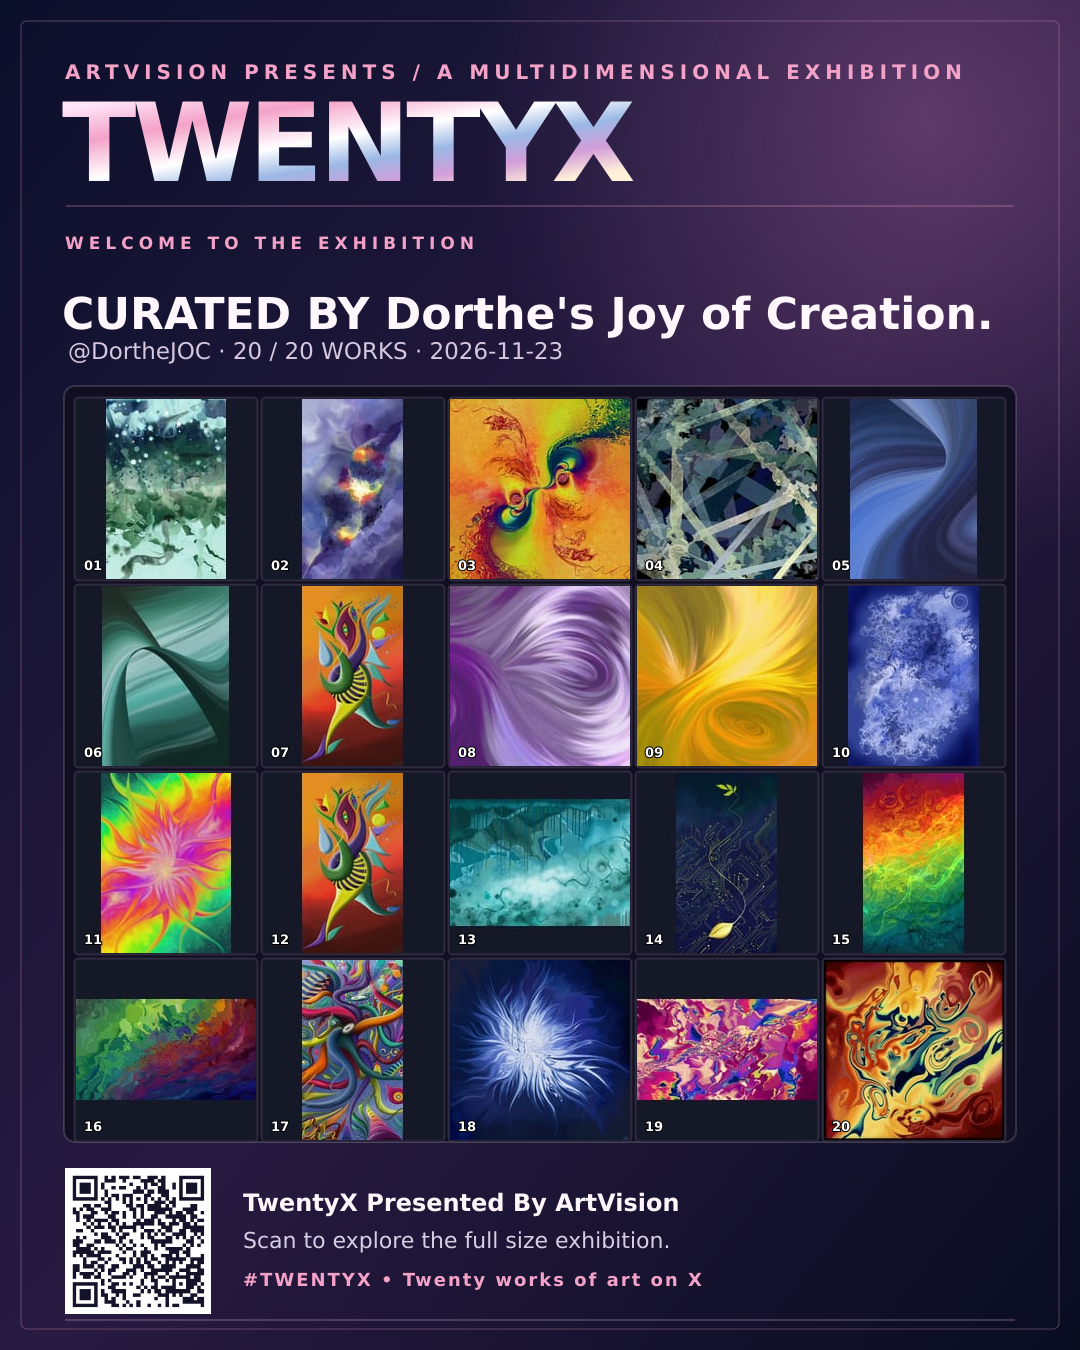 ARTVISION PRESENTS / A MULTIDIMENSIONAL EXHIBITION
TWENTYX
WELCOME TO THE EXHIBITION
CURATED BY Dorthe's Joy of Creation.
@DortheJOC · 20 / 20 WORKS · 2026-11-23
01 02 03 04 05
06 07 08 09 10
11 12 13 14 15
16 17 18 19 20
TwentyX Presented By ArtVision
Scan to explore the full size exhibition.
#TWENTYX • Twenty works of art on X